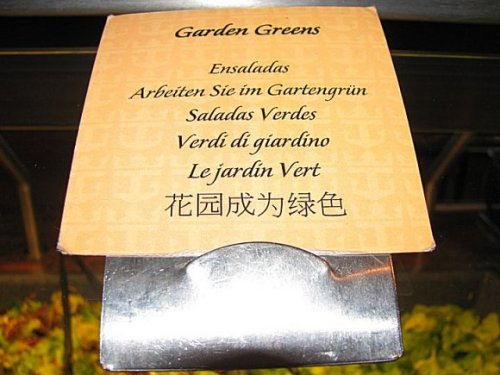 Garden Greens
Ensaladas
Arbeiten Sie im Gartengrün
Saladas Verdes
Verdi di giardino
Le jardin Vert
花园成为绿色